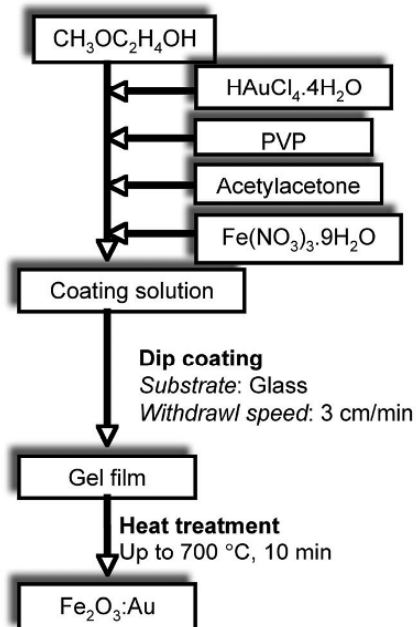 CH₃OC₂H₄OH
HAuCl₄.4H₂O
PVP
Acetylacetone
Fe(NO₃)₃.9H₂O
Coating solution
Dip coating
Substrate: Glass
Withdrawl speed: 3 cm/min
Gel film
Heat treatment
Up to 700 °C, 10 min
Fe₂O₃:Au